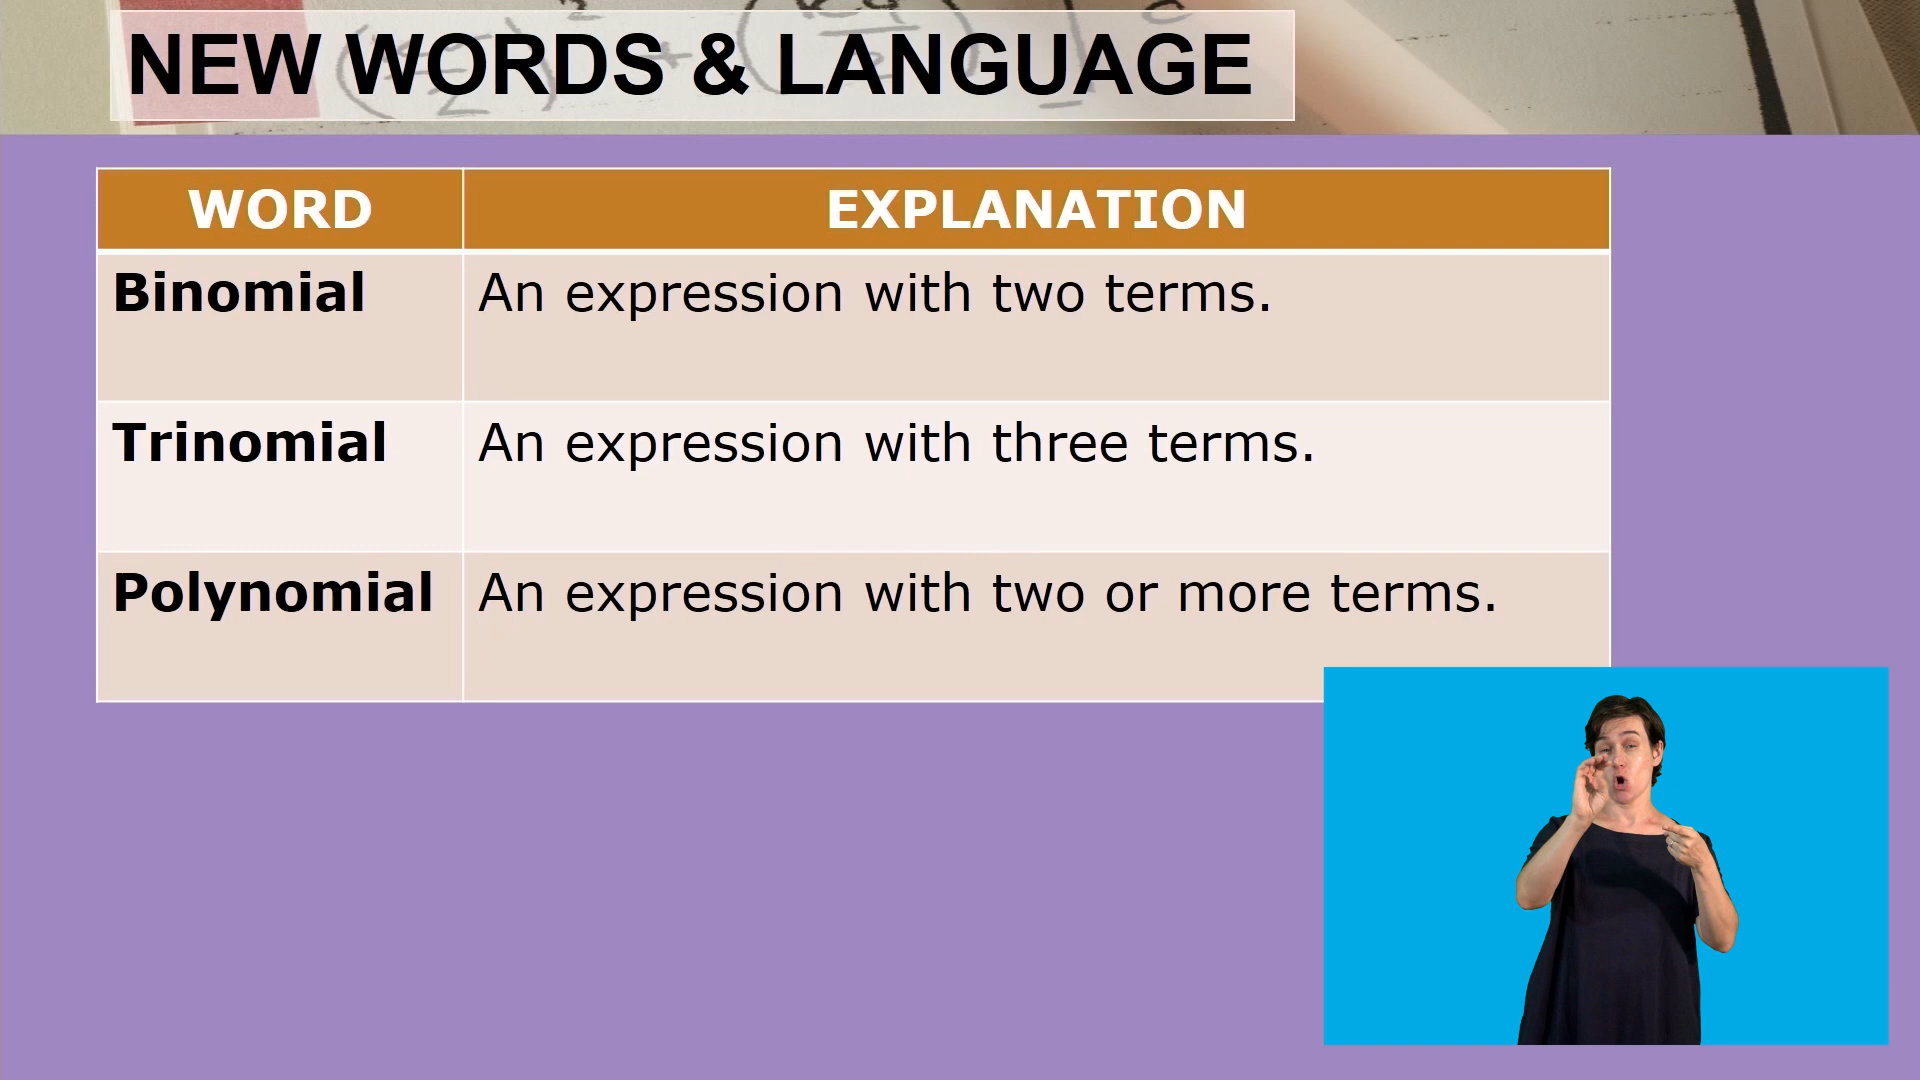 NEW WORDS & LANGUAGE
WORD
EXPLANATION
Binomial
An expression with two terms.
Trinomial
An expression with three terms.
Polynomial
An expression with two or more terms.